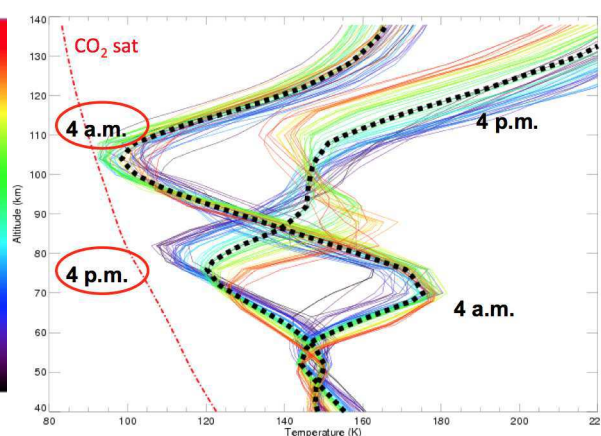 140
130
120
110
100
90
80
70
60
50
40
Altitude (km)
CO₂ sat
4 a.m.
4 p.m.
4 p.m.
4 a.m.
80 100 120 140 160 180 200 22
Temperature (K)